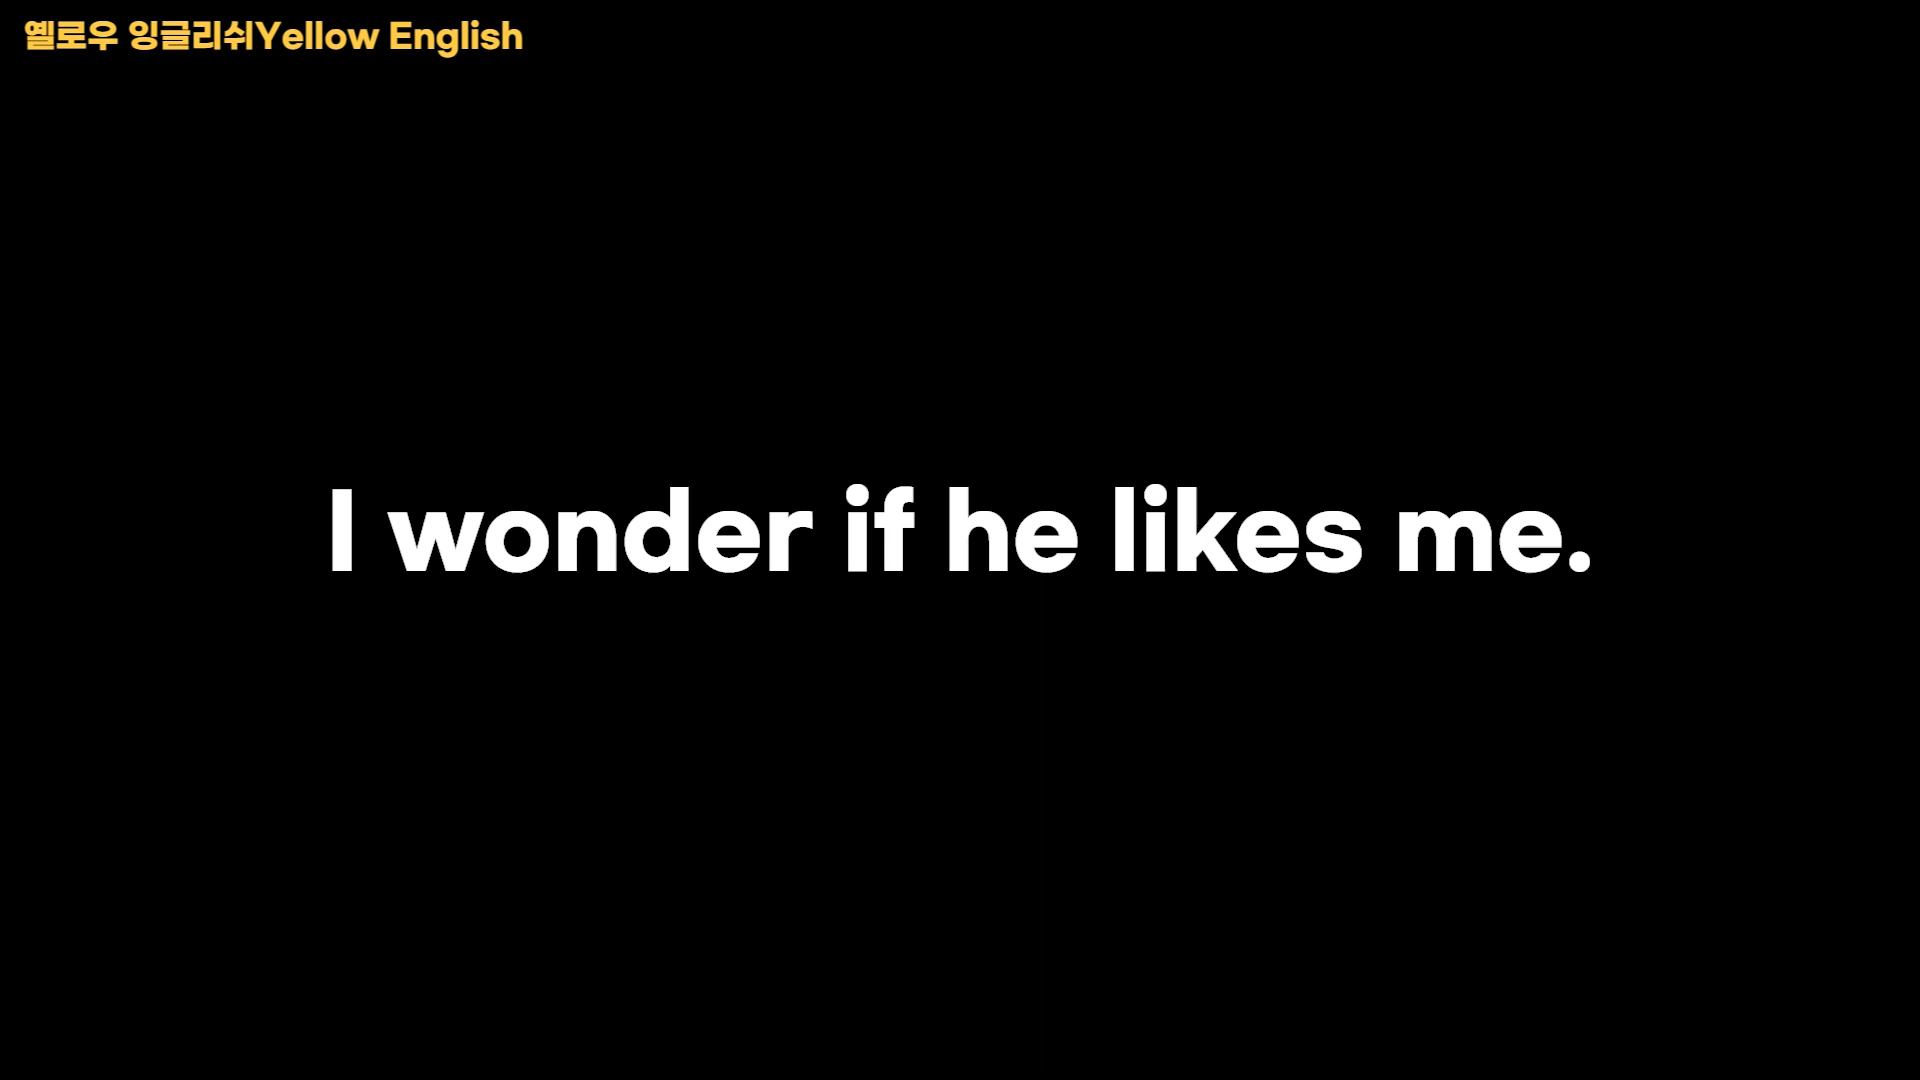 옐로우 잉글리쉬Yellow English
I wonder if he likes me.